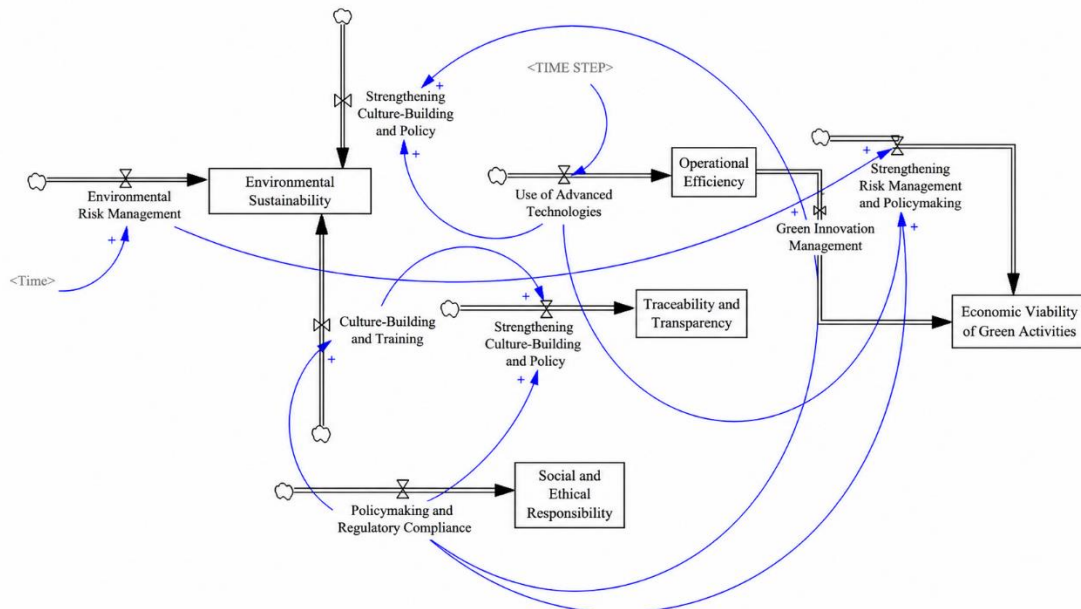 <TIME STEP>
+
Strengthening
Culture-Building
and Policy
+
Environmental
Risk Management
+
<Time>
Environmental
Sustainability
Use of Advanced
Technologies
Operational
Efficiency
+
Green Innovation
Management
+
Strengthening
Risk Management
and Policymaking
+
+
Culture-Building
and Training
+
+
Strengthening
Culture-Building
and Policy
+
Traceability and
Transparency
Economic Viability
of Green Activities
Policymaking and
Regulatory Compliance
Social and
Ethical
Responsibility